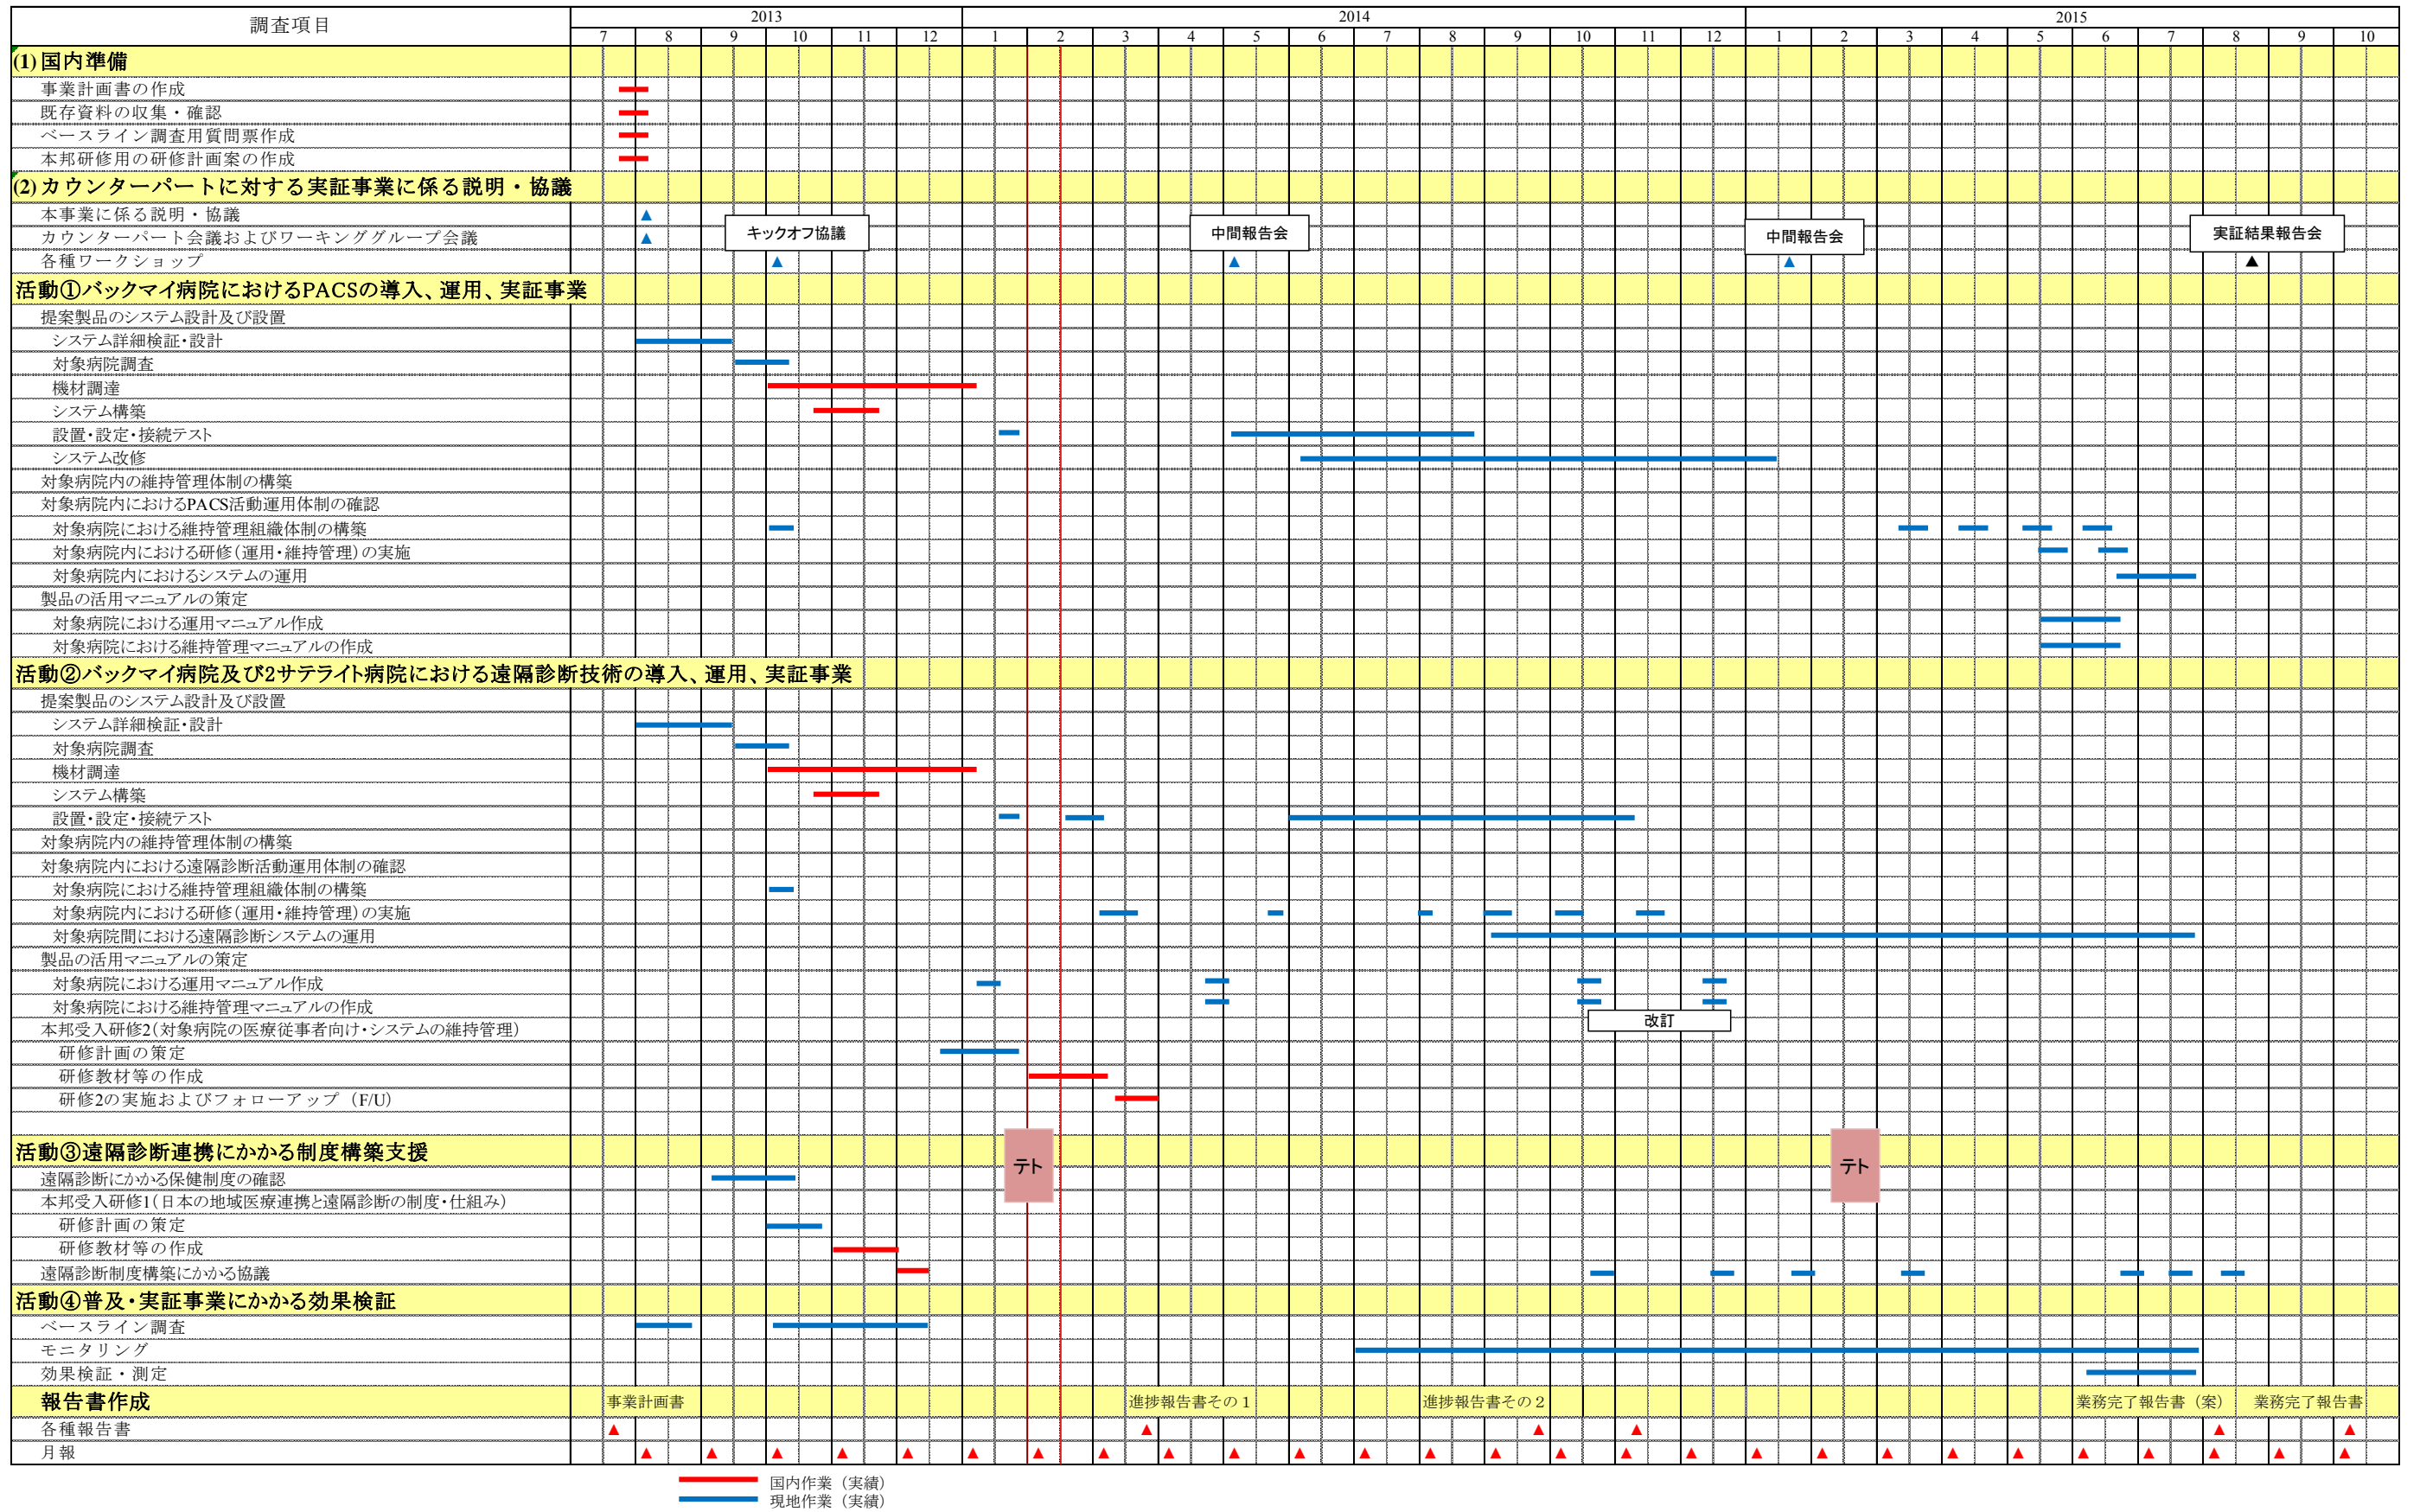 調査項目
2013 2014 2015
7 8 9 10 11 12 1 2 3 4 5 6 7 8 9 10 11 12 1 2 3 4 5 6 7 8 9 10
(1) 国内準備
事業計画書の作成
既存資料の収集・確認
ベースライン調査用質問票作成
本邦研修用の研修計画案の作成
(2) カウンターパートに対する実証事業に係る説明・協議
本事業に係る説明・協議
キックオフ協議 中間報告会 中間報告会 実証結果報告会
カウンターパート会議およびワーキンググループ会議
各種ワークショップ
活動①バックマイ病院におけるPACSの導入、運用、実証事業
提案製品のシステム設計及び設置
システム詳細検証・設計
対象病院調査
機材調達
システム構築
設置・設定・接続テスト
システム改修
対象病院内の維持管理体制の構築
対象病院内におけるPACS活動運用体制の確認
対象病院における維持管理組織体制の構築
対象病院内における研修(運用・維持管理)の実施
対象病院内におけるシステムの運用
製品の活用マニュアルの策定
対象病院における運用マニュアル作成
対象病院における維持管理マニュアルの作成
活動②バックマイ病院及び2サテライト病院における遠隔診断技術の導入、運用、実証事業
提案製品のシステム設計及び設置
システム詳細検証・設計
対象病院調査
機材調達
システム構築
設置・設定・接続テスト
対象病院内の維持管理体制の構築
対象病院内における遠隔診断活動運用体制の確認
対象病院における維持管理組織体制の構築
対象病院内における研修(運用・維持管理)の実施
対象病院間における遠隔診断システムの運用
製品の活用マニュアルの策定
対象病院における運用マニュアル作成
対象病院における維持管理マニュアルの作成
改訂
本邦受入研修2(対象病院の医療従事者向け・システムの維持管理)
研修計画の策定
研修教材等の作成
研修2の実施およびフォローアップ（F/U）
活動③遠隔診断連携にかかる制度構築支援
テト テト
遠隔診断にかかる保健制度の確認
本邦受入研修1(日本の地域医療連携と遠隔診断の制度・仕組み)
研修計画の策定
研修教材等の作成
遠隔診断制度構築にかかる協議
活動④普及・実証事業にかかる効果検証
ベースライン調査
モニタリング
効果検証・測定
報告書作成 事業計画書 進捗報告書その１ 進捗報告書その２ 業務完了報告書（案） 業務完了報告書
各種報告書
月報
国内作業（実績）
現地作業（実績）